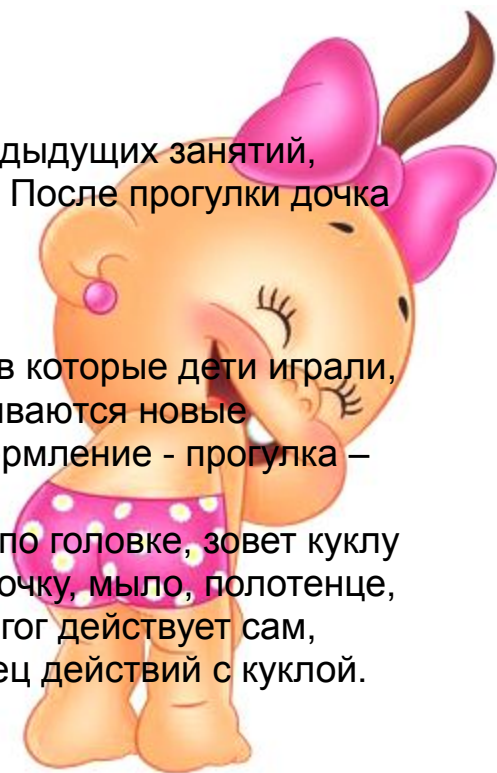 дыдущих занятий,
После прогулки дочка
в которые дети играли,
ваются новые
рмление - прогулка –
по головке, зовет куклу
очку, мыло, полотенце,
гог действует сам,
ец действий с куклой.